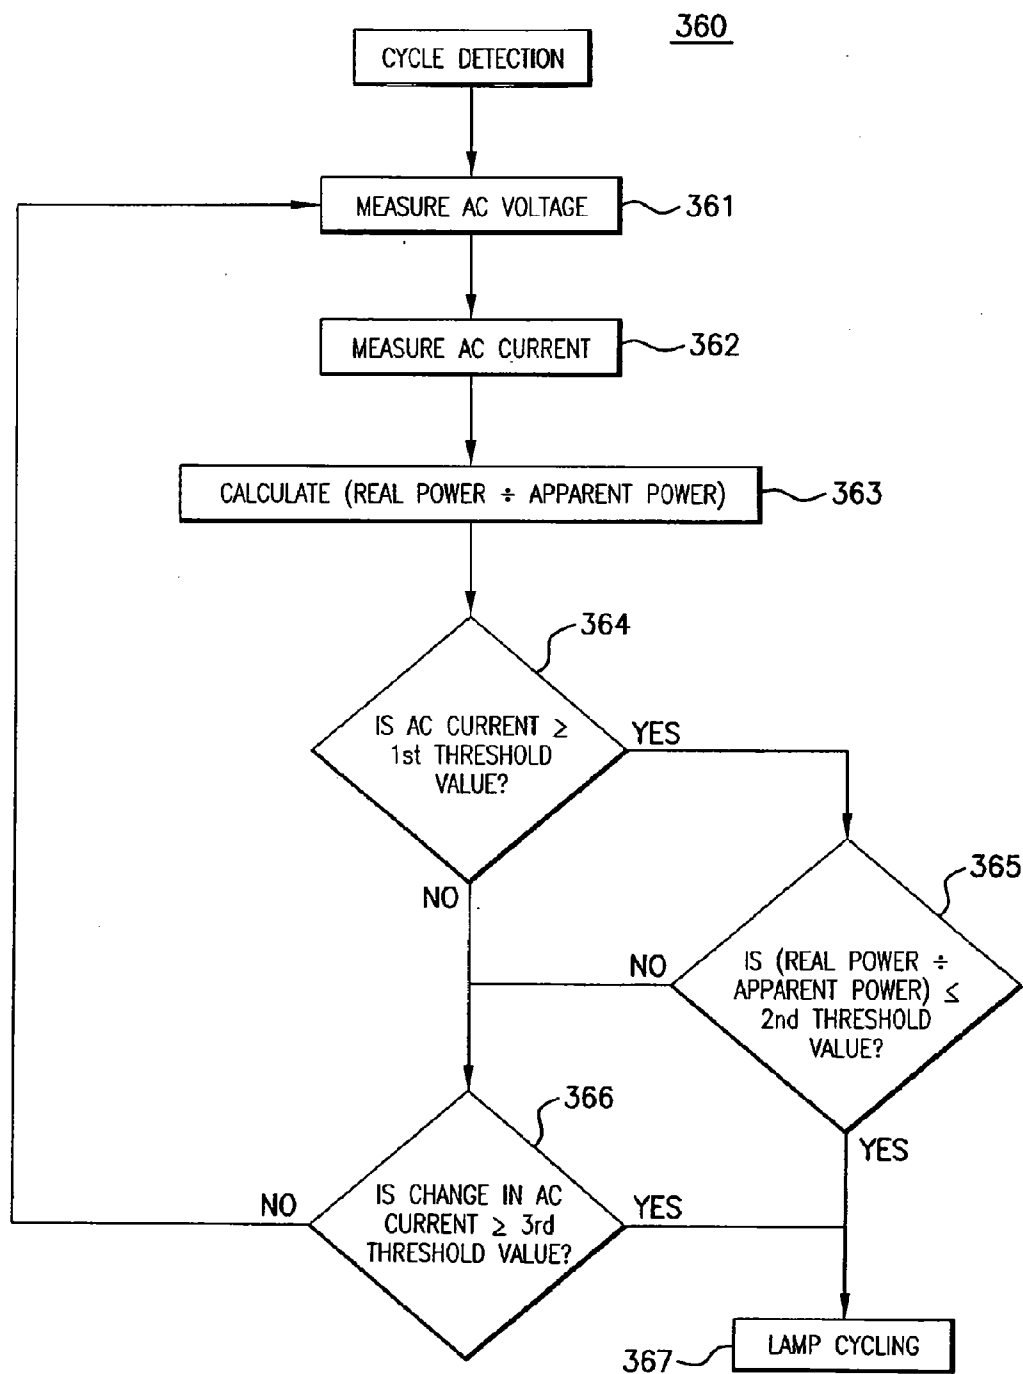 360
CYCLE DETECTION
MEASURE AC VOLTAGE
361
MEASURE AC CURRENT
362
CALCULATE (REAL POWER ÷ APPARENT POWER)
363
364
IS AC CURRENT ≥
1st THRESHOLD
VALUE?
YES
NO
365
IS (REAL POWER ÷
APPARENT POWER) ≤
2nd THRESHOLD
VALUE?
NO
YES
366
IS CHANGE IN AC
CURRENT ≥ 3rd
THRESHOLD VALUE?
NO
YES
LAMP CYCLING
367